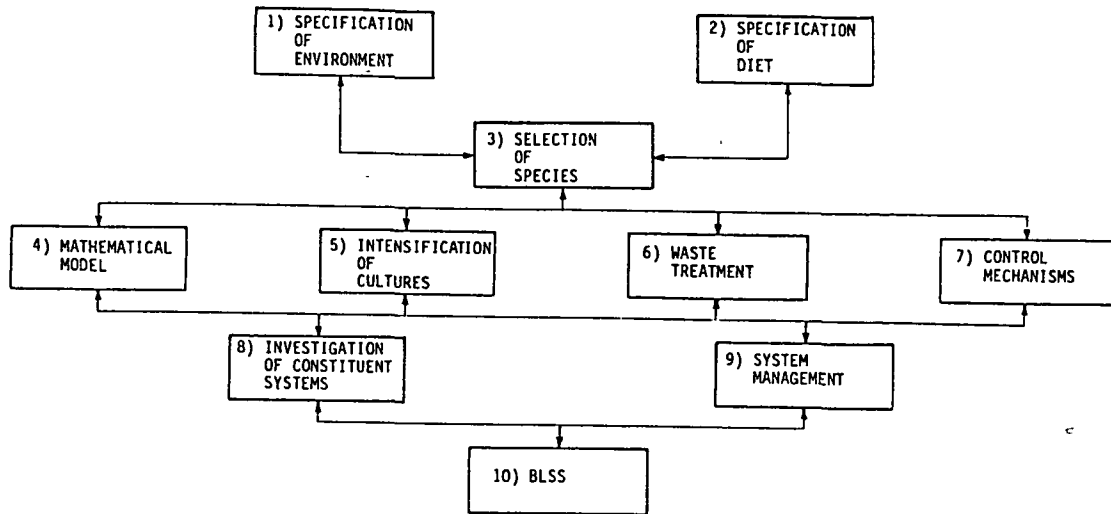 1) SPECIFICATION
OF
ENVIRONMENT
2) SPECIFICATION
OF
DIET
3) SELECTION
OF
SPECIES
4) MATHEMATICAL
MODEL
5) INTENSIFICATION
OF
CULTURES
6) WASTE
TREATMENT
7) CONTROL
MECHANISMS
8) INVESTIGATION
OF CONSTITUENT
SYSTEMS
9) SYSTEM
MANAGEMENT
10) BLSS